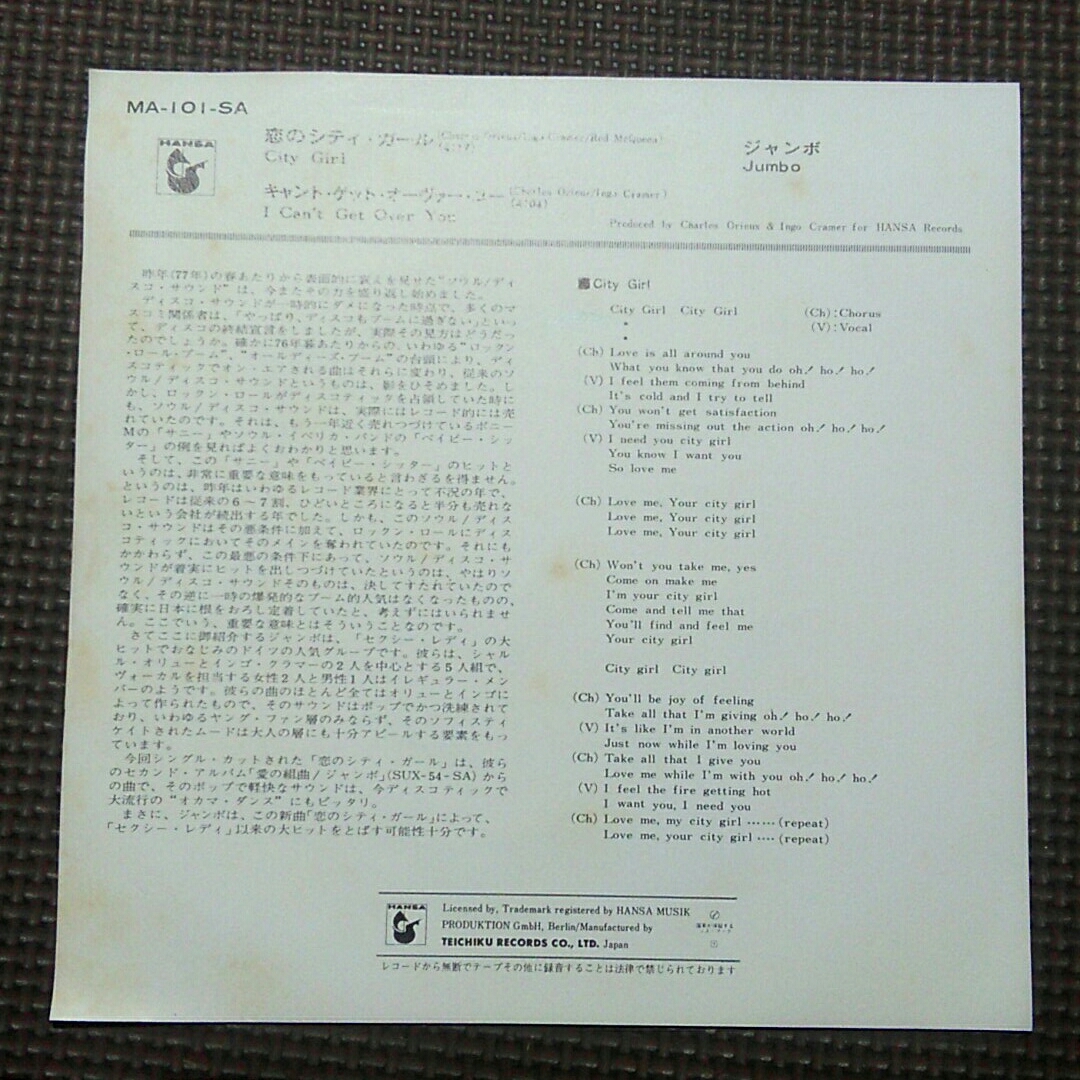 MA-101-SA
HANSA
恋のシティ・ガール(Charles Orieux/Ingo Cramer/Red McQueen)
City Girl
キャント・ゲット・オーヴァー・ユー(Charles Orieux/Ingo Cramer)
(4:04)
I Can't Get Over You
ジャンボ
Jumbo
Produced by Charles Orieux & Ingo Cramer for HANSA Records
昨年(77年)の春あたりから表面的に衰えを見せた“ソウル/ディ
スコ・サウンド”は、今またその力を盛り返し始めました。
ディスコ・サウンドが一時的にダメになった時点で、多くのマ
スコミ関係者は、「やっぱり、ディスコもブームに過ぎない」といっ
て、ディスコの終結宣言をしましたが、実際その見方はどうだっ
たのでしょうか。確かに76年暮あたりからの、いわゆる“ロックン
・ロール・ブーム”、“オールディーズ・ブーム”の台頭により、ディ
スコティックでオン・エアされる曲はそれらに変わり、従来のソ
ウル/ディスコ・サウンドというものは、影をひそめました。し
かし、ロックン・ロールがディスコティックを占領していた時に
も、ソウル/ディスコ・サウンドは、実際にはレコード的には売
れていたのです。それは、もう一年近く売れつづけているボニー
Mの「サニー」やソウル・イベリカ・バンドの「ベイビー・シッ
ター」の例を見ればよくおわかりと思います。
そして、この「サニー」や「ベイビー・シッター」のヒットと
いうのは、非常に重要な意味をもっていると言わざるを得ません。
というのは、昨年はいわゆるレコード業界にとって不況の年で、
レコードは従来の6〜7割、ひどいところになると半分も売れな
いという会社が続出する年でした。しかも、このソウル/ディス
コ・サウンドはその悪条件に加えて、ロックン・ロールにディス
コティックにおいてそのメインを奪われていたのです。それにも
かかわらず、この最悪の条件下にあって、ソウル/ディスコ・サ
ウンドが着実にヒットを出しつづけていたというのは、やはりソ
ウル/ディスコ・サウンドそのものは、決してすたれていたのでな
く、その逆に一時の爆発的なブーム的人気はなくなったものの、
確実に日本に根をおろし定着していたと、考えずにはいられませ
ん。ここでいう、重要な意味とはそういうことなのです。
さてここに御紹介するジャンボは、「セクシー・レディ」の大
ヒットでおなじみのドイツの人気グループです。彼らは、シャル
ル・オリューとインゴ・クラマーの2人を中心とする5人組で、
ヴォーカルを担当する女性2人と男性1人はイレギュラー・メン
バーのようです。彼らの曲のほとんど全てはオリューとインゴに
よって作られたもので、そのサウンドはポップでかつ洗練されて
おり、いわゆるヤング・ファン層のみならず、そのソフィスティ
ケイトされたムードは大人の層にも十分アピールする要素をもっ
ています。
今回シングル・カットされた「恋のシティ・ガール」は、彼ら
のセカンド・アルバム「愛の組曲/ジャンボ」(SUX-54-SA)から
の曲で、そのポップで軽快なサウンドは、今ディスコティックで
大流行の“オカマ・ダンス”にもピッタリ。
まさに、ジャンボは、この新曲「恋のシティ・ガール」によって、
「セクシー・レディ」以来の大ヒットをとばす可能性十分です。
City Girl
City Girl City Girl
(Ch):Chorus
(V):Vocal
(Ch) Love is all around you
What you know that you do oh! ho! ho!
(V) I feel them coming from behind
It's cold and I try to tell
(Ch) You won't get satisfaction
You're missing out the action oh! ho! ho!
(V) I need you city girl
You know I want you
So love me
(Ch) Love me, Your city girl
Love me, Your city girl
Love me, Your city girl
(Ch) Won't you take me, yes
Come on make me
I'm your city girl
Come and tell me that
You'll find and feel me
Your city girl
City girl City girl
(Ch) You'll be joy of feeling
Take all that I'm giving oh! ho! ho!
(V) It's like I'm in another world
Just now while I'm loving you
(Ch) Take all that I give you
Love me while I'm with you oh! ho! ho!
(V) I feel the fire getting hot
I want you, I need you
(Ch) Love me, my city girl ······(repeat)
Love me, your city girl ····(repeat)
HANSA
Licensed by, Trademark registered by HANSA MUSIK
PRODUKTION GmbH, Berlin/Manufactured by
TEICHIKU RECORDS CO., LTD. Japan
レコードから無断でテープその他に録音することは法律で禁じられております